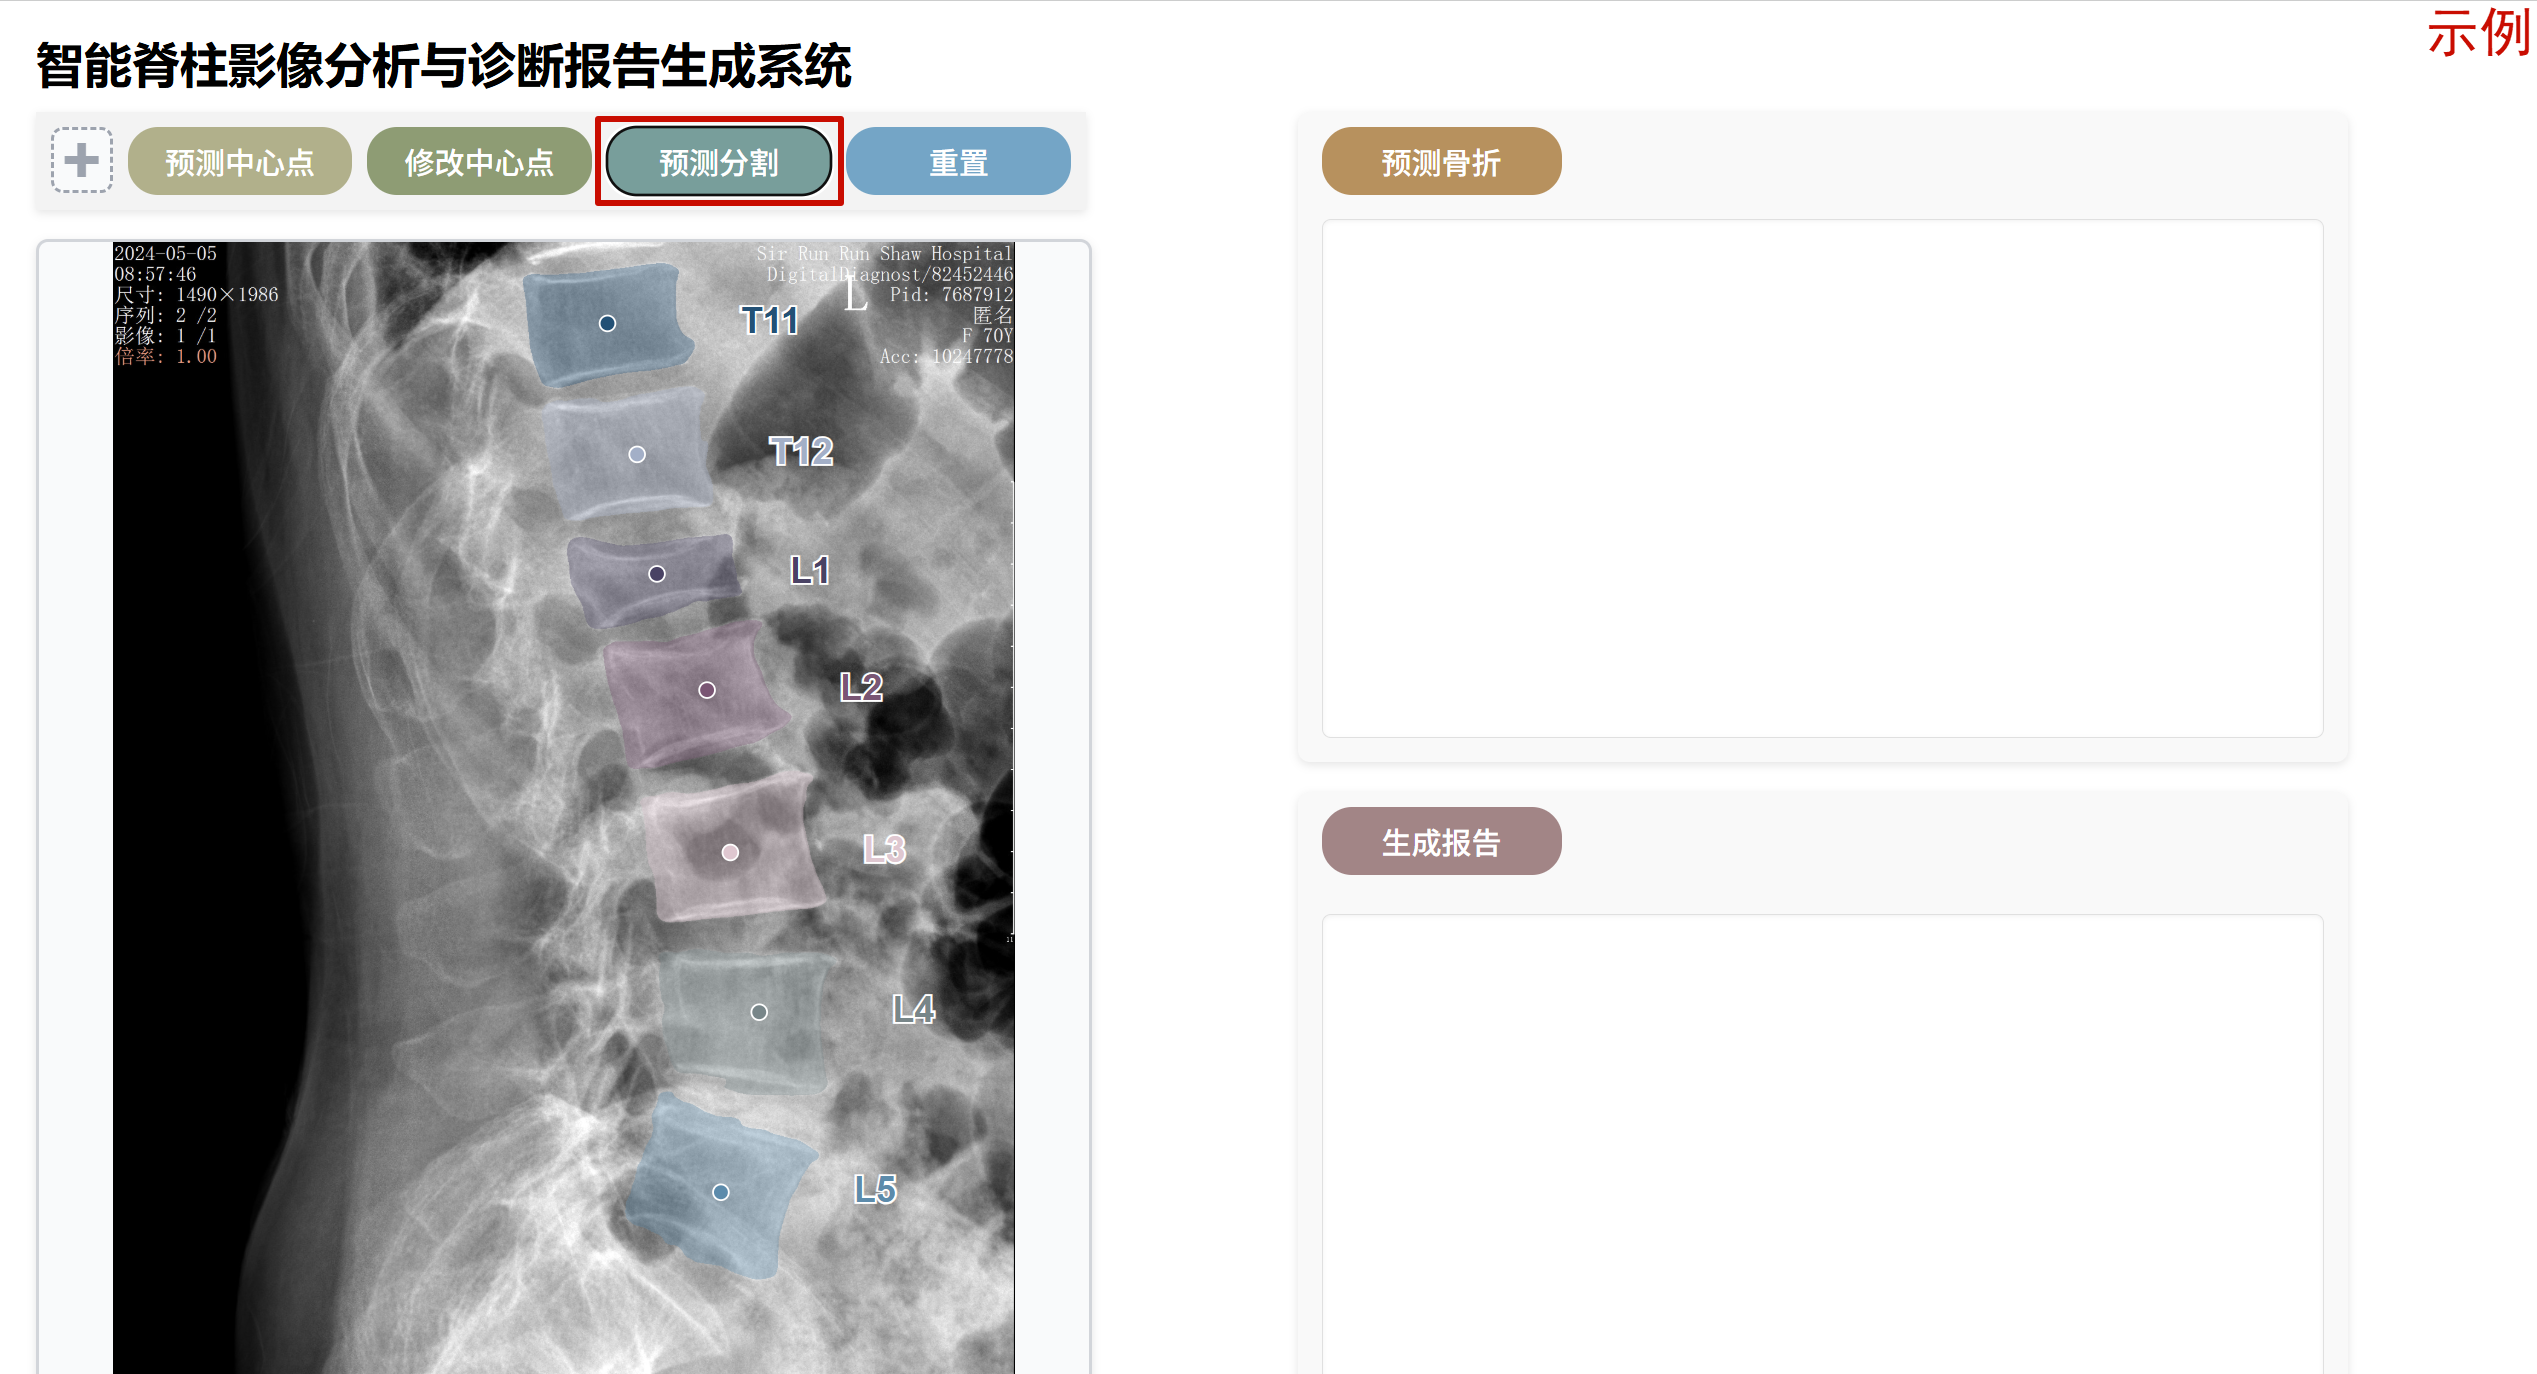 示例
智能脊柱影像分析与诊断报告生成系统
预测中心点
修改中心点
预测分割
重置
2024-05-05
08:57:46
尺寸: 1490×1986
序列: 2 /2
影像: 1 /1
倍率: 1.00
Sir Run Run Shaw Hospital
DigitalDiagnost/82452446
Pid: 7687912
匿名
F 70Y
Acc: 10247778
L
T11
T12
L1
L2
L3
L4
L5
预测骨折
生成报告